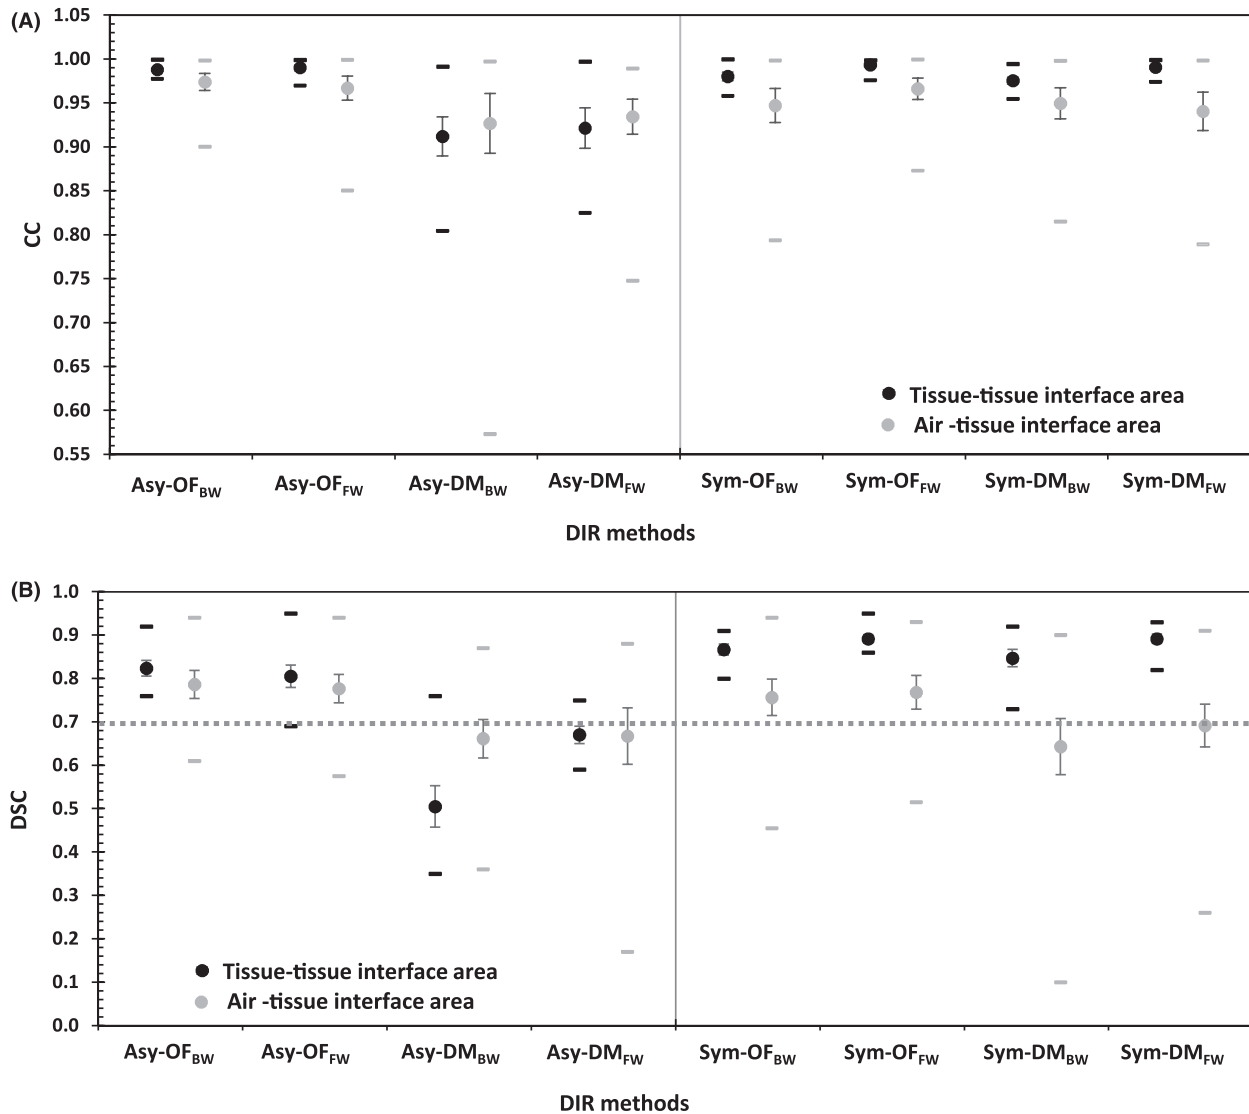 (A)
1.05
1.00
0.95
0.90
0.85
0.80
0.75
0.70
0.65
0.60
0.55
CC
Tissue-tissue interface area
Air -tissue interface area
Asy-OFBW Asy-OFFW Asy-DMBW Asy-DMFW Sym-OFBW Sym-OFFW Sym-DMBW Sym-DMFW
DIR methods
(B)
1.0
0.9
0.8
0.7
0.6
0.5
0.4
0.3
0.2
0.1
0.0
DSC
Tissue-tissue interface area
Air -tissue interface area
Asy-OFBW Asy-OFFW Asy-DMBW Asy-DMFW Sym-OFBW Sym-OFFW Sym-DMBW Sym-DMFW
DIR methods